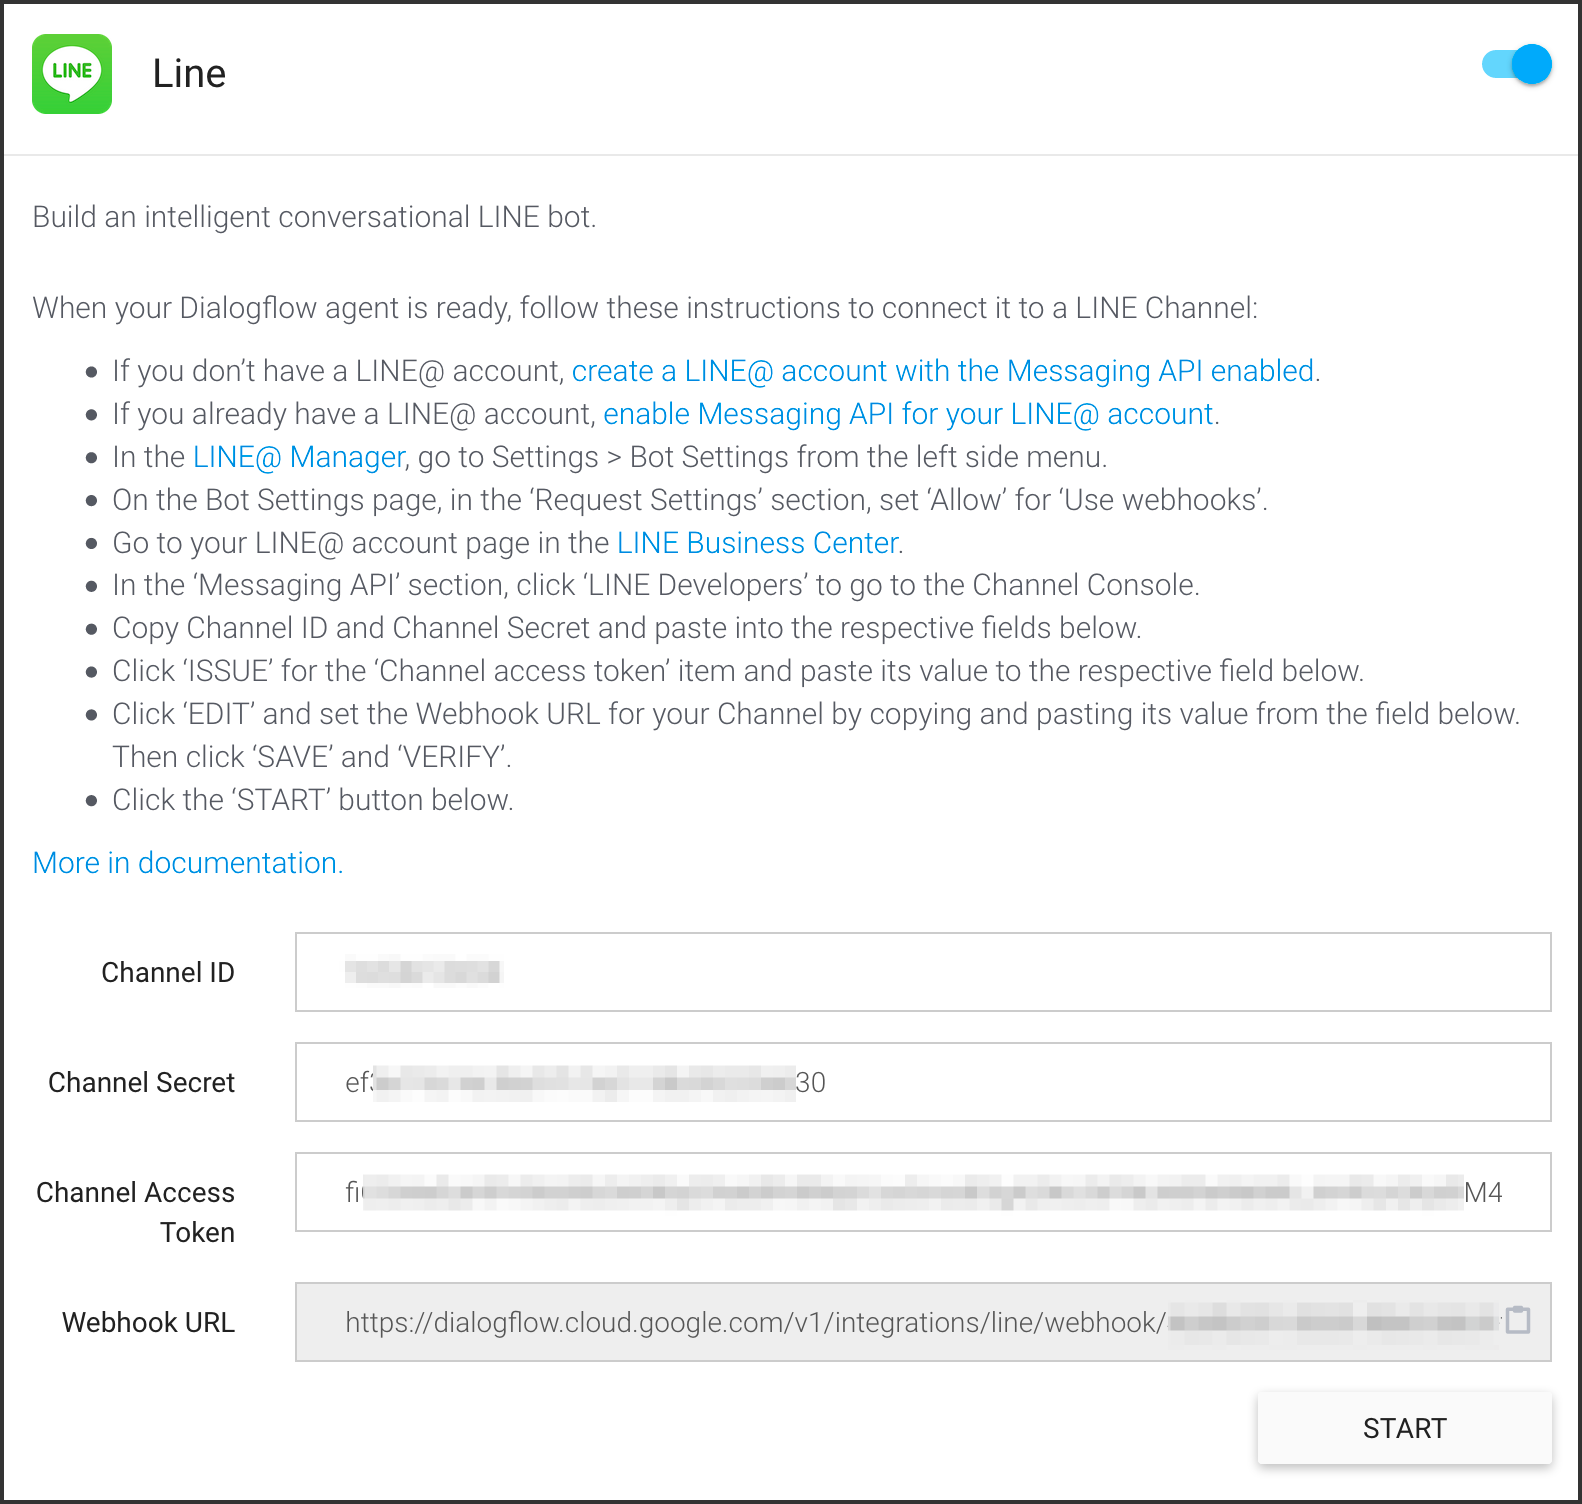 LINE
Line
Build an intelligent conversational LINE bot.
When your Dialogflow agent is ready, follow these instructions to connect it to a LINE Channel:
If you don’t have a LINE@ account, create a LINE@ account with the Messaging API enabled.
If you already have a LINE@ account, enable Messaging API for your LINE@ account.
In the LINE@ Manager, go to Settings > Bot Settings from the left side menu.
On the Bot Settings page, in the ‘Request Settings’ section, set ‘Allow’ for ‘Use webhooks’.
Go to your LINE@ account page in the LINE Business Center.
In the ‘Messaging API’ section, click ‘LINE Developers’ to go to the Channel Console.
Copy Channel ID and Channel Secret and paste into the respective fields below.
Click ‘ISSUE’ for the ‘Channel access token’ item and paste its value to the respective field below.
Click ‘EDIT’ and set the Webhook URL for your Channel by copying and pasting its value from the field below.
Then click ‘SAVE’ and ‘VERIFY’.
Click the ‘START’ button below.
More in documentation.
Channel ID
Channel Secret ef 30
Channel Access fi M4
Token
Webhook URL https://dialogflow.cloud.google.com/v1/integrations/line/webhook/
START